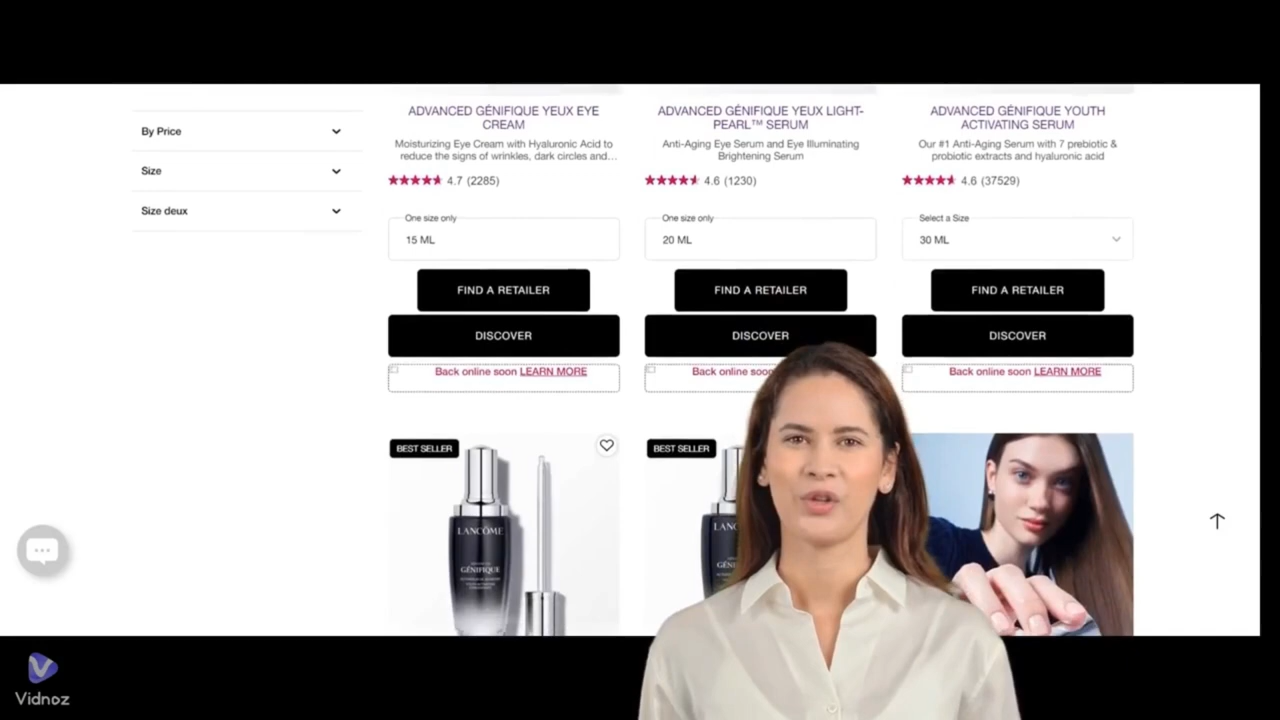 By Price
Size
Size deux
ADVANCED GÉNIFIQUE YEUX EYE
CREAM
Moisturizing Eye Cream with Hyaluronic Acid to
reduce the signs of wrinkles, dark circles and...
4.7 (2285)
One size only
15 ML
FIND A RETAILER
DISCOVER
Back online soon LEARN MORE
ADVANCED GÉNIFIQUE YEUX LIGHT-
PEARL™ SERUM
Anti-Aging Eye Serum and Eye Illuminating
Brightening Serum
4.6 (1230)
One size only
20 ML
FIND A RETAILER
DISCOVER
Back online soon
ADVANCED GÉNIFIQUE YOUTH
ACTIVATING SERUM
Our #1 Anti-Aging Serum with 7 prebiotic &
probiotic extracts and hyaluronic acid
4.6 (37529)
Select a Size
30 ML
FIND A RETAILER
DISCOVER
Back online soon LEARN MORE
BEST SELLER
LANCÔME
GÉNIFIQUE
BEST SELLER
Vidnoz